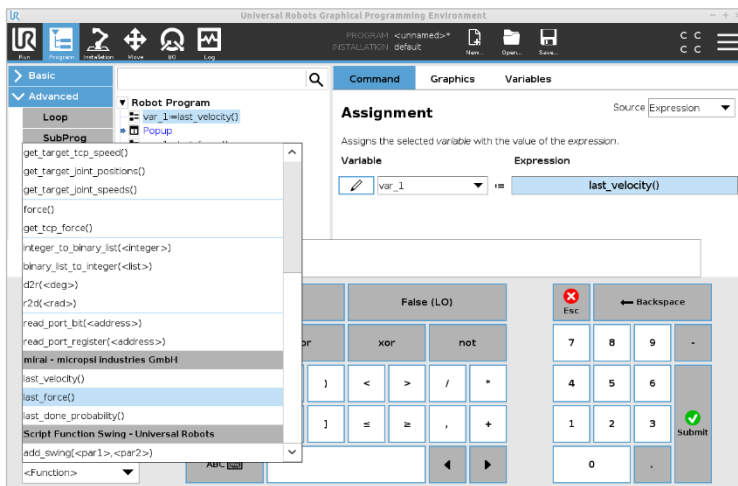 Universal Robots Graphical Programming Environment
UR
Run
Program
Installation
Move
I/O
Log
PROGRAM <unnamed>*
INSTALLATION default
New...
Open...
Save...
C C
C C
Basic
Advanced
Loop
SubProg
Robot Program
var_1:=last_velocity()
Popup
Command
Graphics
Variables
Assignment
Source Expression
Assigns the selected variable with the value of the expression.
Variable
Expression
var_1
:=
last_velocity()
get_target_tcp_speed()
get_target_joint_positions()
get_target_joint_speeds()
force()
get_tcp_force()
integer_to_binary_list(<integer>)
binary_list_to_integer(<list>)
d2r(<deg>)
r2d(<rad>)
read_port_bit(<address>)
read_port_register(<address>)
mirai - micropsi industries GmbH
last_velocity()
last_force()
last_done_probability()
Script Function Swing - Universal Robots
add_swing(<par1>,<par2>)
<Function>
False (LO)
Esc
Backspace
xor
not
7 8 9 -
) < > / *
4 5 6
] ≤ ≥ , +
1 2 3
Submit
ABC
0 .